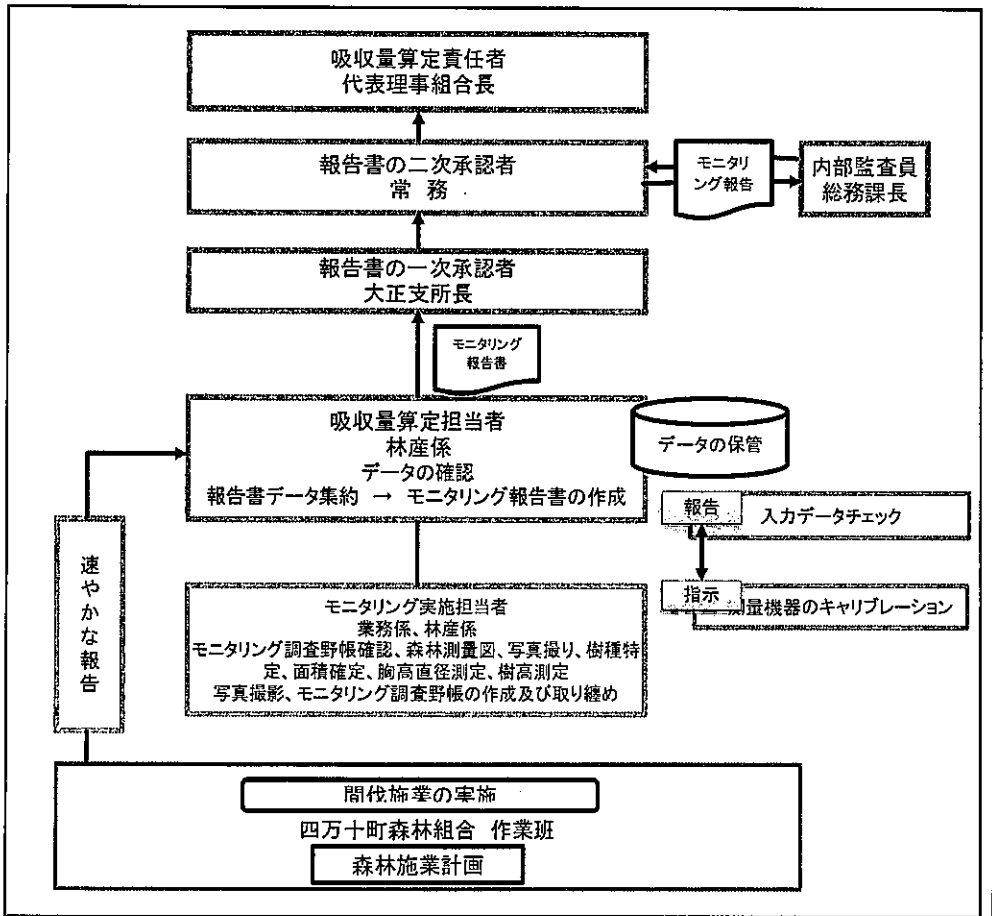 吸収量算定責任者
代表理事組合長
報告書の二次承認者
常務
モニタリ
ング報告
内部監査員
総務課長
報告書の一次承認者
大正支所長
モニタリング
報告書
吸収量算定担当者
林産係
データの確認
報告書データ集約 → モニタリング報告書の作成
データの保管
報告
入力データチェック
指示
測量機器のキャリブレーション
速やかな報告
モニタリング実施担当者
業務係、林産係
モニタリング調査野帳確認、森林測量図、写真撮り、樹種特
定、面積確定、胸高直径測定、樹高測定
写真撮影、モニタリング調査野帳の作成及び取り纏め
間伐施業の実施
四万十町森林組合 作業班
森林施業計画